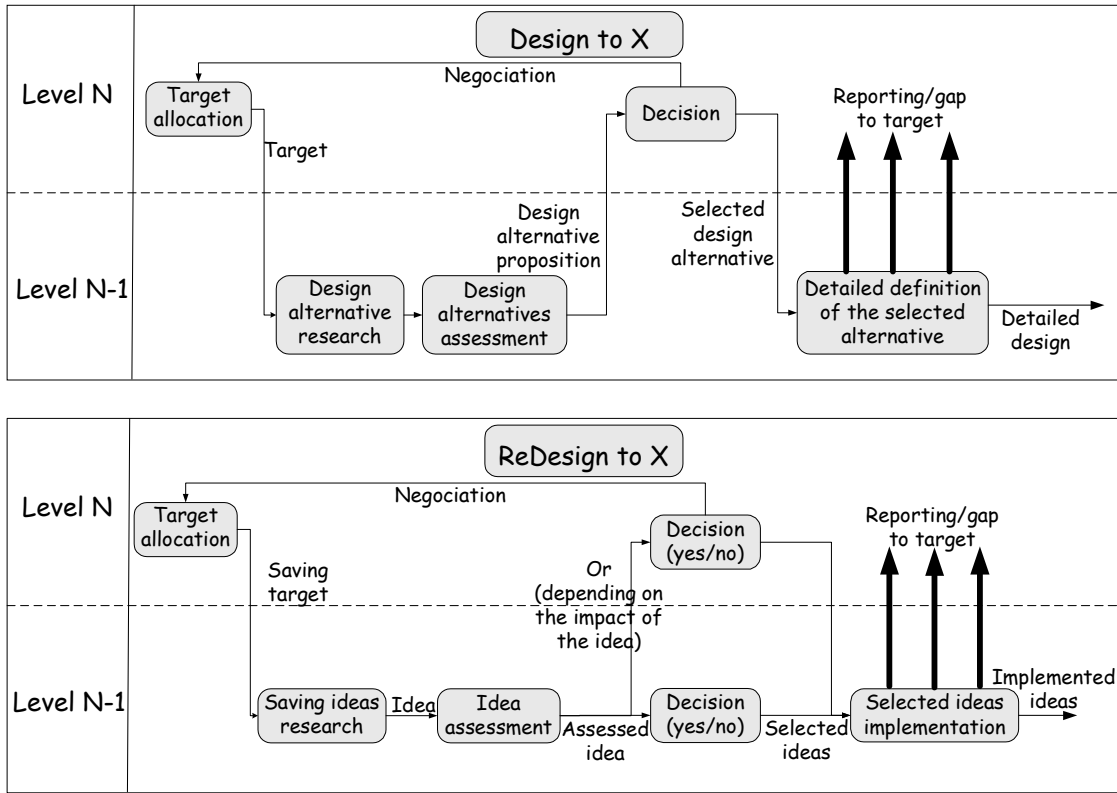 Design to X
Negociation
Level N
Target
allocation
Decision
Reporting/gap
to target
Target
Design
alternative
proposition
Selected
design
alternative
Level N-1
Design
alternative
research
Design
alternatives
assessment
Detailed definition
of the selected
alternative
Detailed
design
ReDesign to X
Negociation
Level N
Target
allocation
Decision
(yes/no)
Reporting/gap
to target
Saving
target
Or
(depending on
the impact of
the idea)
Level N-1
Saving ideas
research
Idea
Idea
assessment
Assessed
idea
Decision
(yes/no)
Selected
ideas
Selected ideas
implementation
Implemented
ideas